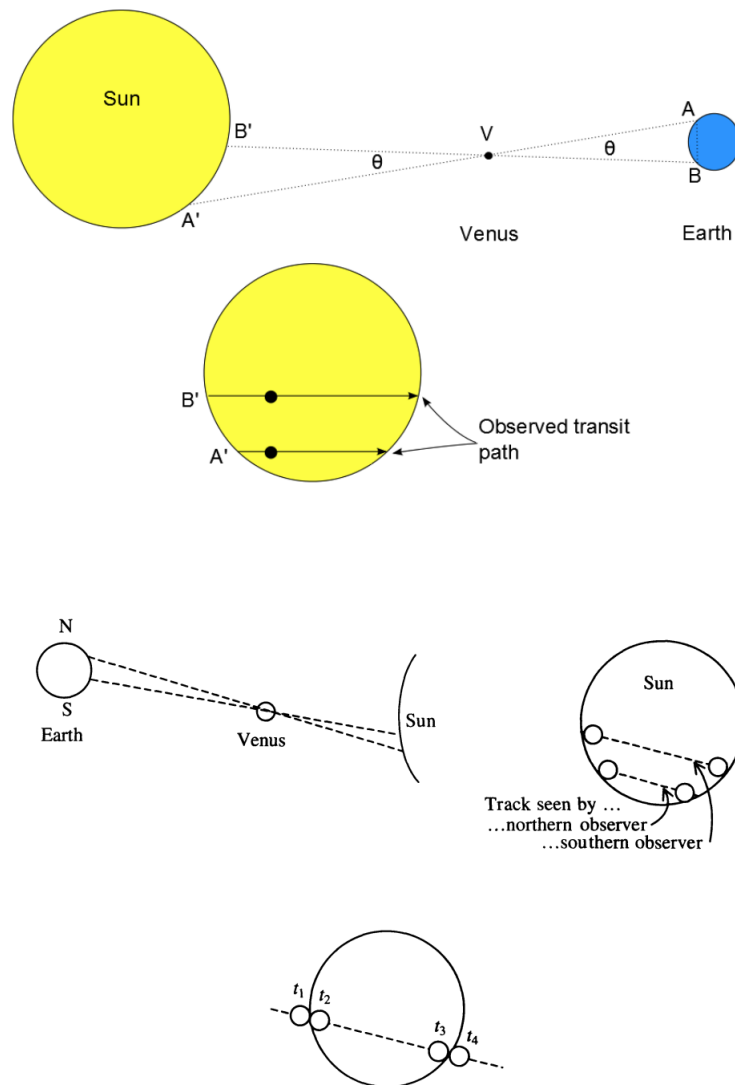 Sun
B'
V
A
θ
θ
B
A'
Venus
Earth
B'
A'
Observed transit
path
N
S
Earth
Venus
Sun
Sun
Track seen by ...
...northern observer
...southern observer
t₁
t₂
t₃
t₄